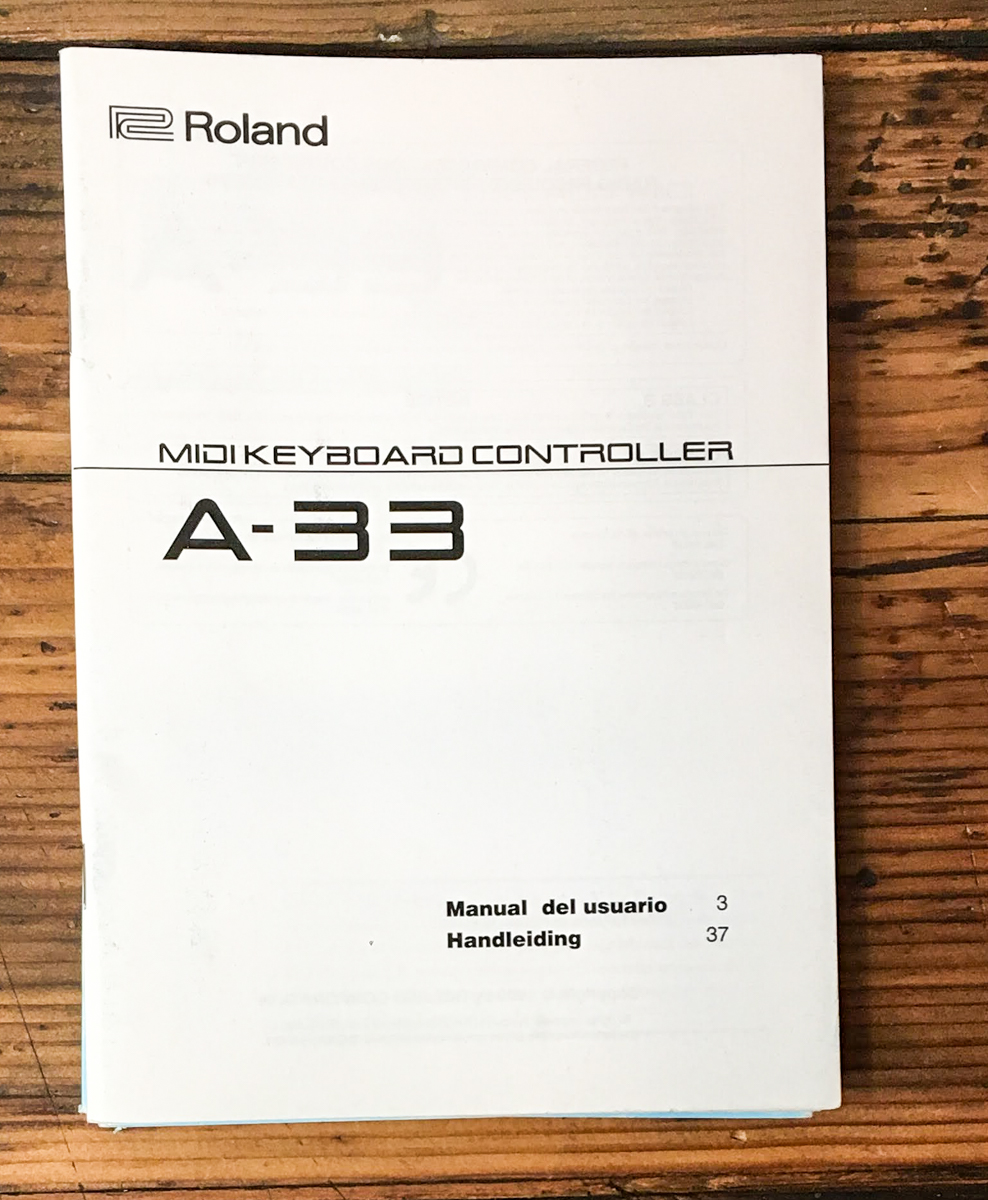 Roland
MIDI KEYBOARD CONTROLLER
A-33
Manual del usuario 3
Handleiding 37